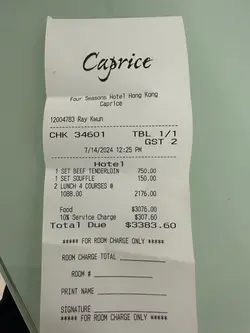 Caprice
Four Seasons Hotel Hong Kong
Caprice
12004783 Ray Kwun
CHK 34601 TBL 1/1
GST 2
7/14/2024 12:25 PM
Hotel
1 SET BEEF TENDERLOIN 750.00
1 SET SOUFFLE 150.00
2 LUNCH 4 COURSES @
1088.00 2176.00
Food $3076.00
10% Service Charge $307.60
Total Due $3383.60
***** FOR ROOM CHARGE ONLY *****
ROOM CHARGE TOTAL
ROOM #
PRINT NAME
SIGNATURE
***** FOR ROOM CHARGE ONLY *****